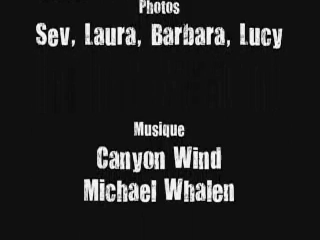 Photos
Sev, Laura, Barbara, Lucy
Musique
Canyon Wind
Michael Whalen